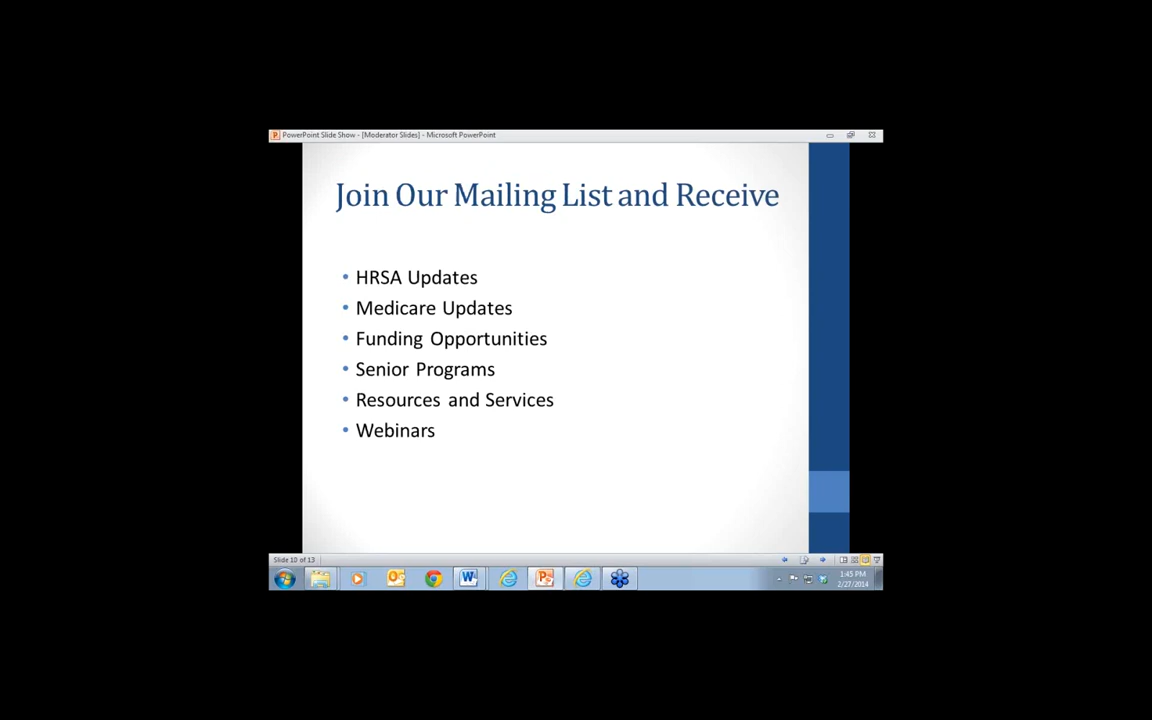 PowerPoint Slide Show - [Moderator Slides] - Microsoft PowerPoint
Join Our Mailing List and Receive
• HRSA Updates
• Medicare Updates
• Funding Opportunities
• Senior Programs
• Resources and Services
• Webinars
Slide 10 of 13
1:45 PM
2/27/2014